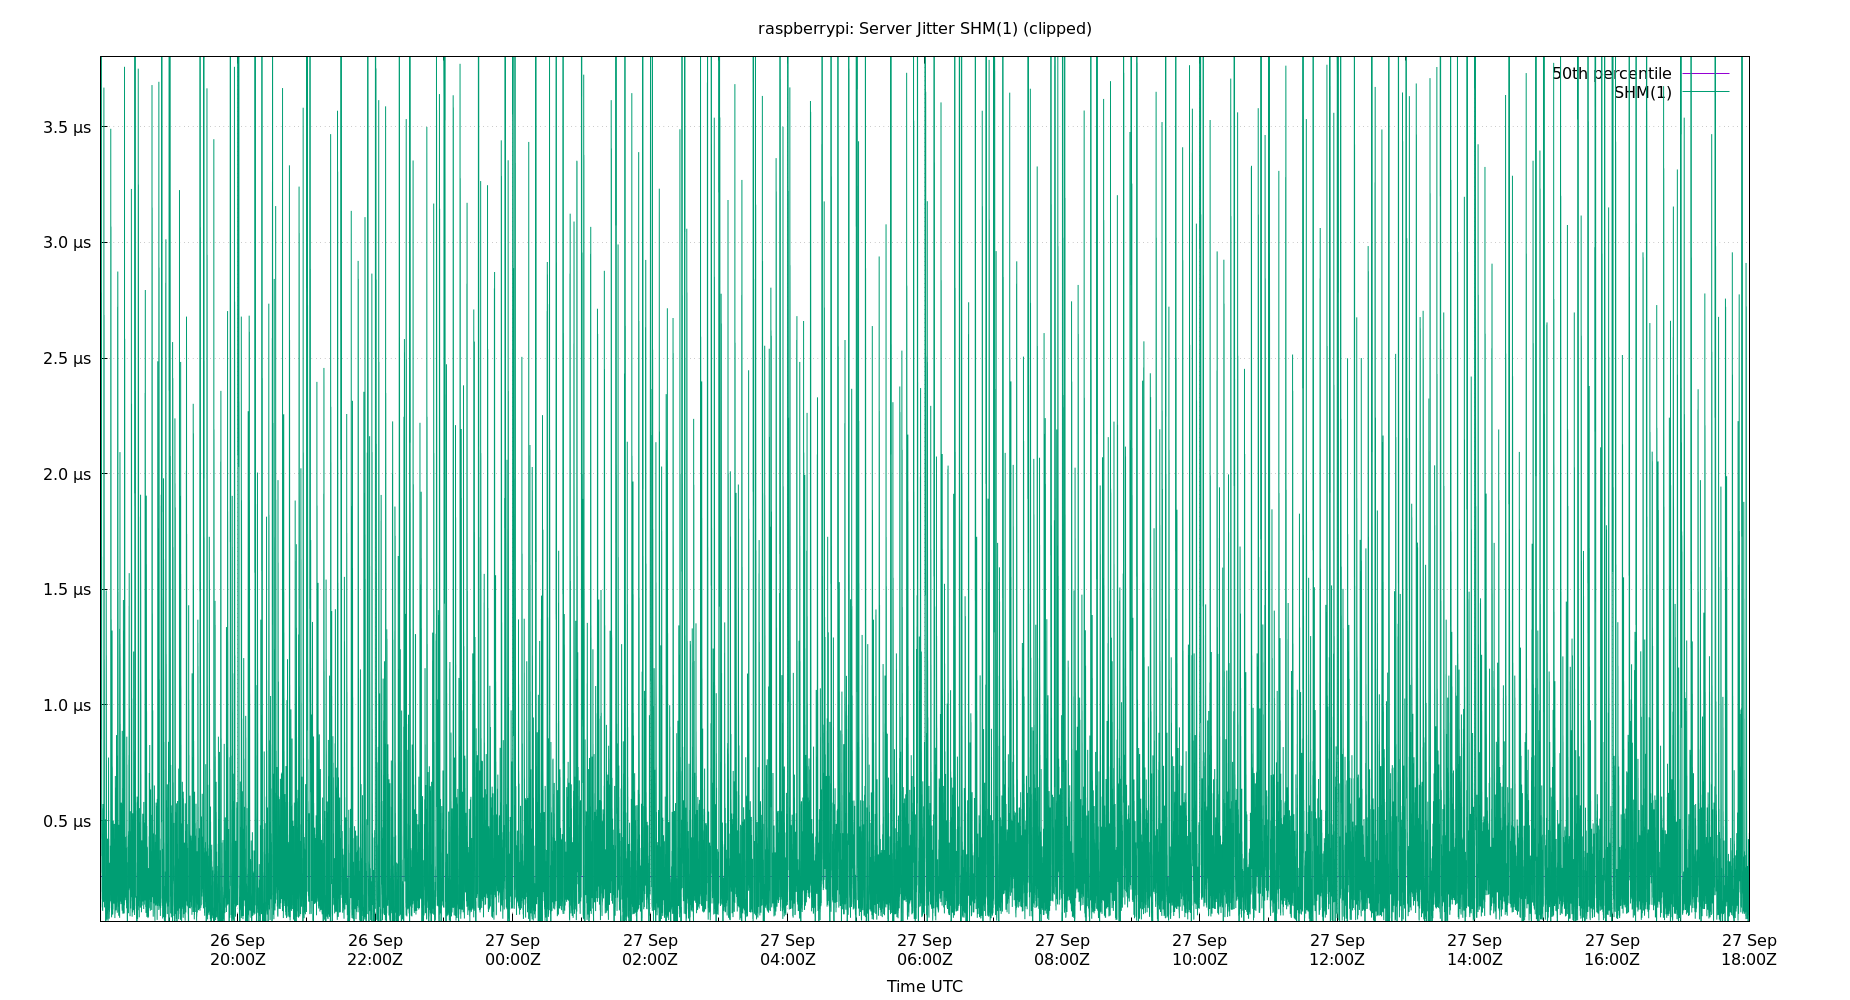 raspberrypi: Server Jitter SHM(1) (clipped)
50th percentile
SHM(1)
3.5 µs
3.0 µs
2.5 µs
2.0 µs
1.5 µs
1.0 µs
0.5 µs
26 Sep 26 Sep 27 Sep 27 Sep 27 Sep 27 Sep 27 Sep 27 Sep 27 Sep 27 Sep 27 Sep 27 Sep
20:00Z 22:00Z 00:00Z 02:00Z 04:00Z 06:00Z 08:00Z 10:00Z 12:00Z 14:00Z 16:00Z 18:00Z
Time UTC